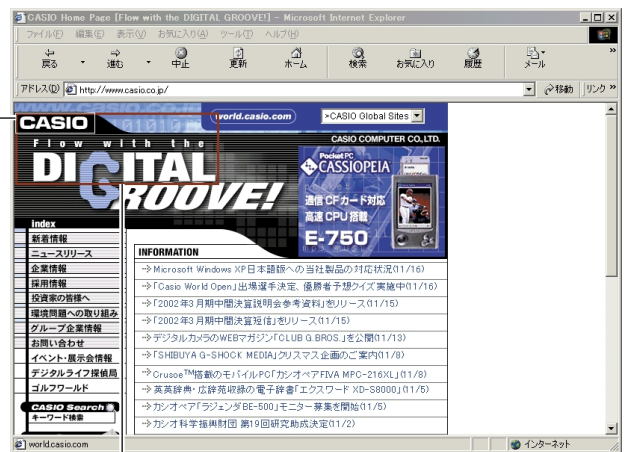 CASIO Home Page [Flow with the DIGITAL GROOVE!] - Microsoft Internet Explorer
ファイル(F) 編集(E) 表示(V) お気に入り(A) ツール(T) ヘルプ(H)
戻る 進む 中止 更新 ホーム 検索 お気に入り 履歴 メール
アドレス(D) http://www.casio.co.jp/ 移動 リンク
www.casio.co.jp
CASIO
world.casio.com
>CASIO Global Sites
CASIO COMPUTER CO.,LTD.
Flow with the
DIGITAL
GROOVE!
Pocket PC
CASSIOPEIA
通信CFカード対応
高速CPU搭載
E-750
Index
新着情報
ニュースリリース
企業情報
採用情報
投資家の皆様へ
環境問題への取り組み
グループ企業情報
お問い合わせ
イベント・展示会情報
デジタルライフ探偵局
ゴルフワールド
CASIO Search
キーワード検索
INFORMATION
Microsoft Windows XP日本語版への当社製品の対応状況(11/16)
「Casio World Open」出場選手決定、優勝者予想クイズ実施中(11/16)
「2002年3月期中間決算説明会参考資料」をリリース(11/15)
「2002年3月期中間決算短信」をリリース(11/15)
デジタルカメラのWEBマガジン「CLUB G.BROS.」を公開(11/13)
「SHIBUYA G-SHOCK MEDIA」クリスマス企画のご案内(11/8)
Crusoe™搭載のモバイルPC「カシオペアFIVA MPC-216XL」(11/8)
英英辞典・広辞苑収録の電子辞書「エクスワード XD-S8000」(11/5)
カシオペア「ラジェンダBE-500」モニター募集を開始(11/5)
カシオ科学振興財団 第19回研究助成決定(11/2)
world.casio.com インターネット